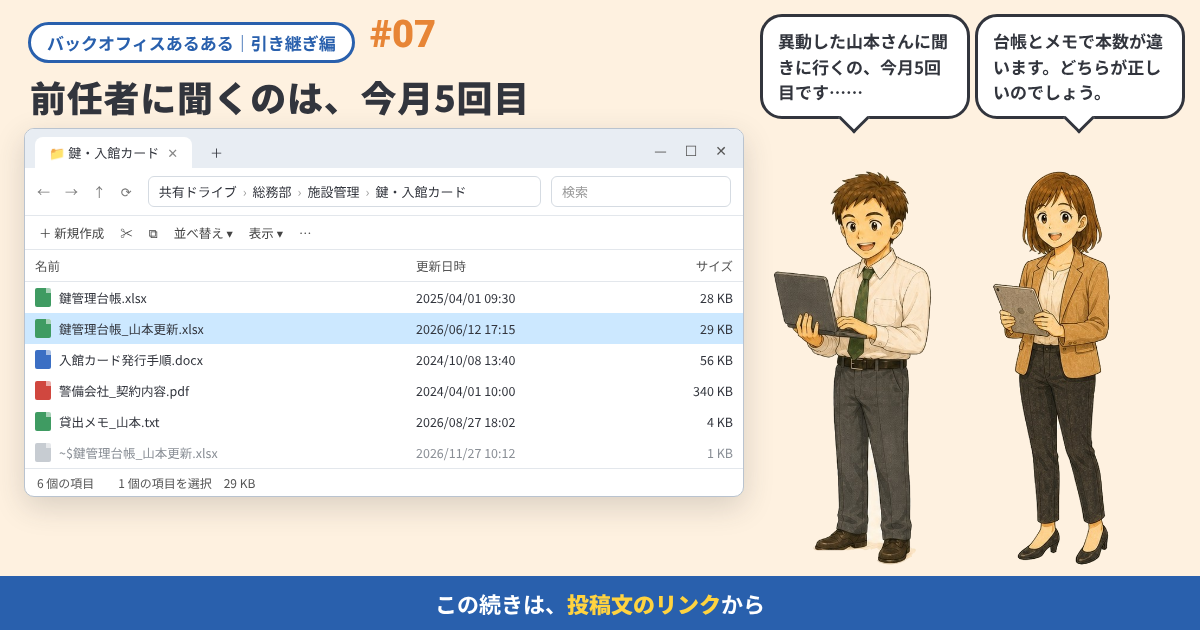 バックオフィスあるある｜引き継ぎ編
#07
前任者に聞くのは、今月5回目
異動した山本さんに聞
きに行くの、今月5回
目です……
台帳とメモで本数が違
います。どちらが正し
いのでしょう。
📁 鍵・入館カード ✕ ＋ — ☐ ✕
← → ↑ ⟳ 共有ドライブ › 総務部 › 施設管理 › 鍵・入館カード 検索
＋ 新規作成 ✂ ⧉ 並べ替え ▾ 表示 ▾ ⋯
名前 更新日時 サイズ
鍵管理台帳.xlsx 2025/04/01 09:30 28 KB
鍵管理台帳_山本更新.xlsx 2026/06/12 17:15 29 KB
入館カード発行手順.docx 2024/10/08 13:40 56 KB
警備会社_契約内容.pdf 2024/04/01 10:00 340 KB
貸出メモ_山本.txt 2026/08/27 18:02 4 KB
~$鍵管理台帳_山本更新.xlsx 2026/11/27 10:12 1 KB
6 個の項目 1 個の項目を選択 29 KB
この続きは、投稿文のリンクから